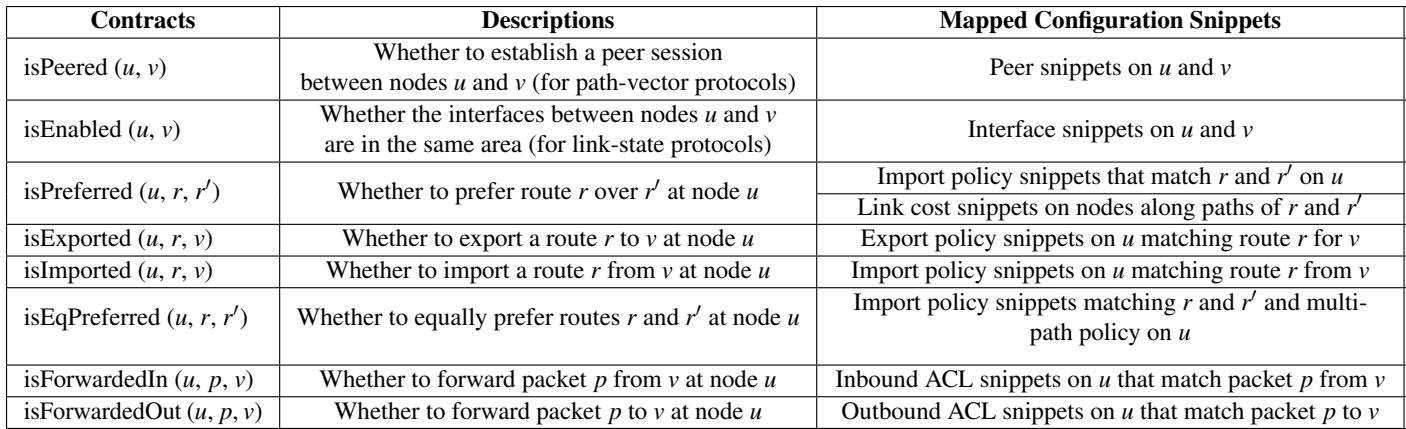 Contracts Descriptions Mapped Configuration Snippets
isPeered (u, v) Whether to establish a peer session
between nodes u and v (for path-vector protocols) Peer snippets on u and v
isEnabled (u, v) Whether the interfaces between nodes u and v
are in the same area (for link-state protocols) Interface snippets on u and v
isPreferred (u, r, r′) Whether to prefer route r over r′ at node u Import policy snippets that match r and r′ on u
Link cost snippets on nodes along paths of r and r′
isExported (u, r, v) Whether to export a route r to v at node u Export policy snippets on u matching route r for v
isImported (u, r, v) Whether to import a route r from v at node u Import policy snippets on u matching route r from v
isEqPreferred (u, r, r′) Whether to equally prefer routes r and r′ at node u Import policy snippets matching r and r′ and multi-
path policy on u
isForwardedIn (u, p, v) Whether to forward packet p from v at node u Inbound ACL snippets on u that match packet p from v
isForwardedOut (u, p, v) Whether to forward packet p to v at node u Outbound ACL snippets on u that match packet p to v